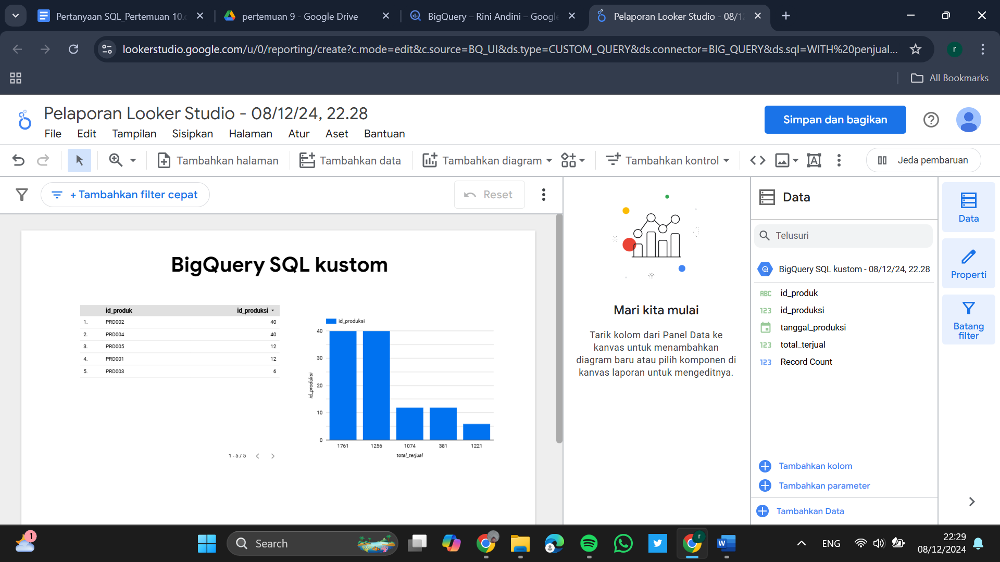 Pertanyaan SQL_Pertemuan 10.
pertemuan 9 - Google Drive
BigQuery – Rini Andini – Google
Pelaporan Looker Studio - 08/12
lookerstudio.google.com/u/0/reporting/create?c.mode=edit&c.source=BQ_UI&ds.type=CUSTOM_QUERY&ds.connector=BIG_QUERY&ds.sql=WITH%20penjual...
r
All Bookmarks
Pelaporan Looker Studio - 08/12/24, 22.28
File Edit Tampilan Sisipkan Halaman Atur Aset Bantuan
Simpan dan bagikan
Tambahkan halaman
Tambahkan data
Tambahkan diagram
Tambahkan kontrol
Jeda pembaruan
+ Tambahkan filter cepat
Reset
BigQuery SQL kustom
id_produk id_produksi
1. PRD002 40
2. PRD004 40
3. PRD005 12
4. PRD001 12
5. PRD003 6
1 - 5 / 5
id_produksi
40
30
20
10
0
id_produksi
1761 1256 1074 381 1221
total_terjual
Mari kita mulai
Tarik kolom dari Panel Data ke
kanvas untuk menambahkan
diagram baru atau pilih komponen di
kanvas laporan untuk mengeditnya.
Data
Telusuri
BigQuery SQL kustom - 08/12/24, 22.28
ABC id_produk
123 id_produksi
tanggal_produksi
123 total_terjual
123 Record Count
Tambahkan kolom
Tambahkan parameter
Tambahkan Data
Data
Properti
Batang
filter
1
Search
r
ENG
22:29
08/12/2024